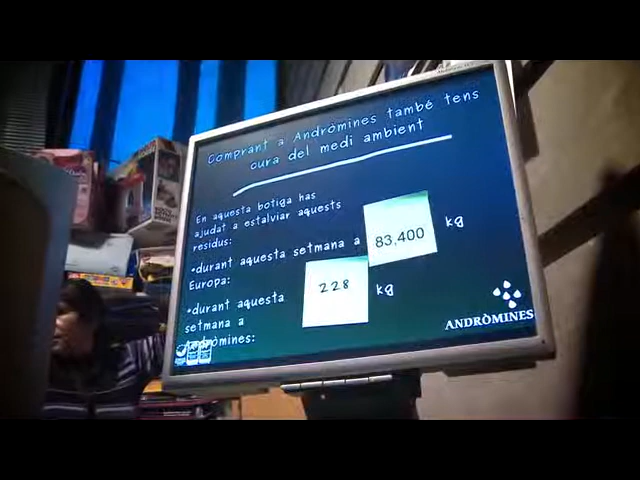 Comprant a Andròmines també tens
cura del medi ambient
En aquesta botiga has
ajudat a estalviar aquests
residus:
•durant aquesta setmana a
Europa:
83,400 kg
•durant aquesta
setmana a
Andròmines:
228 kg
ANDRÒMINES